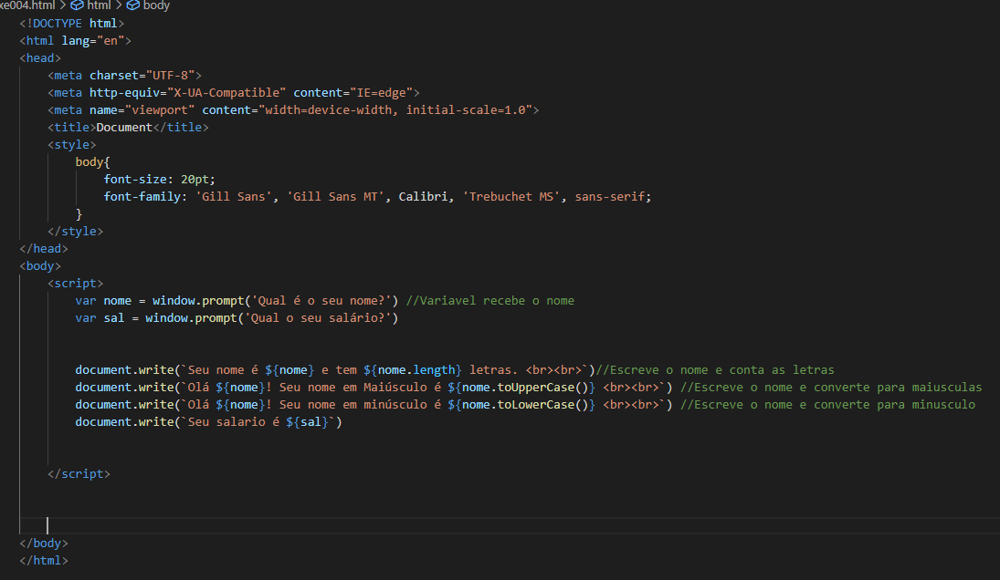 xe004.html > html > body
<!DOCTYPE html>
<html lang="en">
<head>
    <meta charset="UTF-8">
    <meta http-equiv="X-UA-Compatible" content="IE=edge">
    <meta name="viewport" content="width=device-width, initial-scale=1.0">
    <title>Document</title>
    <style>
        body{
            font-size: 20pt;
            font-family: 'Gill Sans', 'Gill Sans MT', Calibri, 'Trebuchet MS', sans-serif;
        }
    </style>
</head>
<body>
    <script>
        var nome = window.prompt('Qual é o seu nome?') //Variavel recebe o nome
        var sal = window.prompt('Qual o seu salário?')
        document.write(`Seu nome é ${nome} e tem ${nome.length} letras. <br><br>`)//Escreve o nome e conta as letras
        document.write(`Olá ${nome}! Seu nome em Maiúsculo é ${nome.toUpperCase()} <br><br>`) //Escreve o nome e converte para maiusculas
        document.write(`Olá ${nome}! Seu nome em minúsculo é ${nome.toLowerCase()} <br><br>`) //Escreve o nome e converte para minusculo
        document.write(`Seu salario é ${sal}`)
    </script>
</body>
</html>